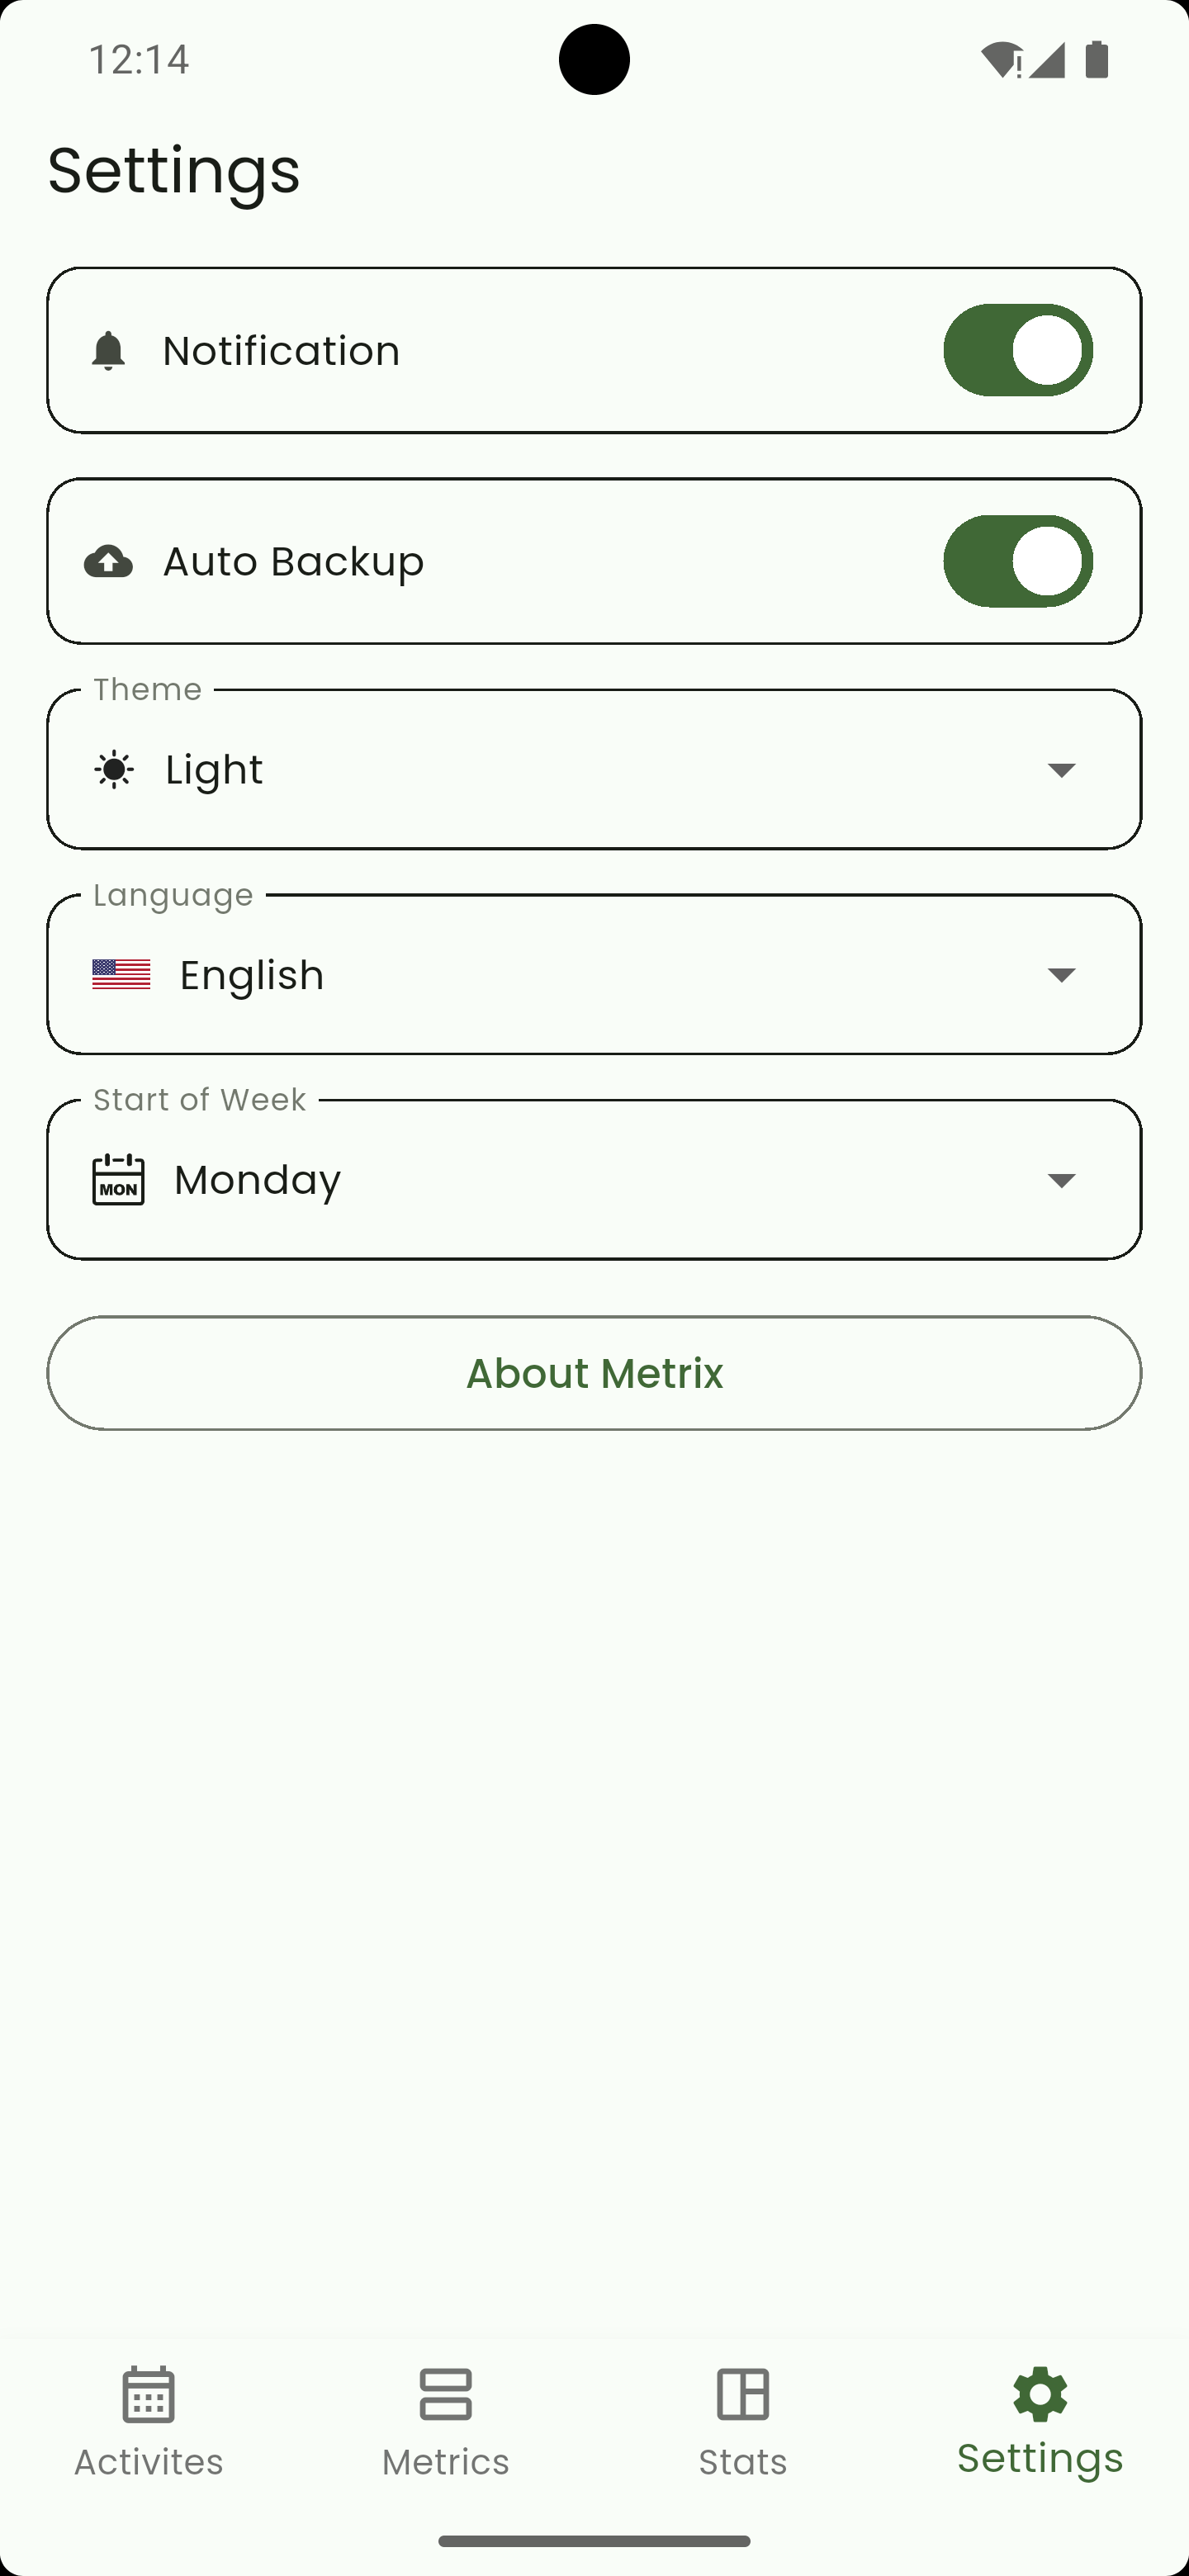 12:14
Settings
Notification
Auto Backup
Theme
Light
Language
English
Start of Week
MON
Monday
About Metrix
Activites
Metrics
Stats
Settings